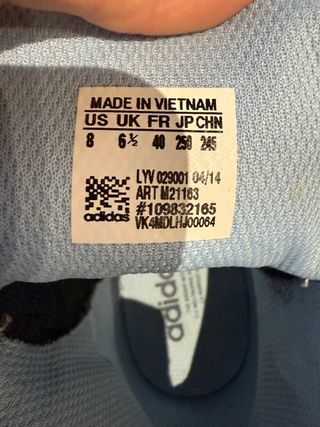 MADE IN VIETNAM
US UK FR JP CHN
8 6½ 40 250 245
LYV 029001 04/14
ART M21163
#109832165
VK4MDLHJ00064
adidas
adidas